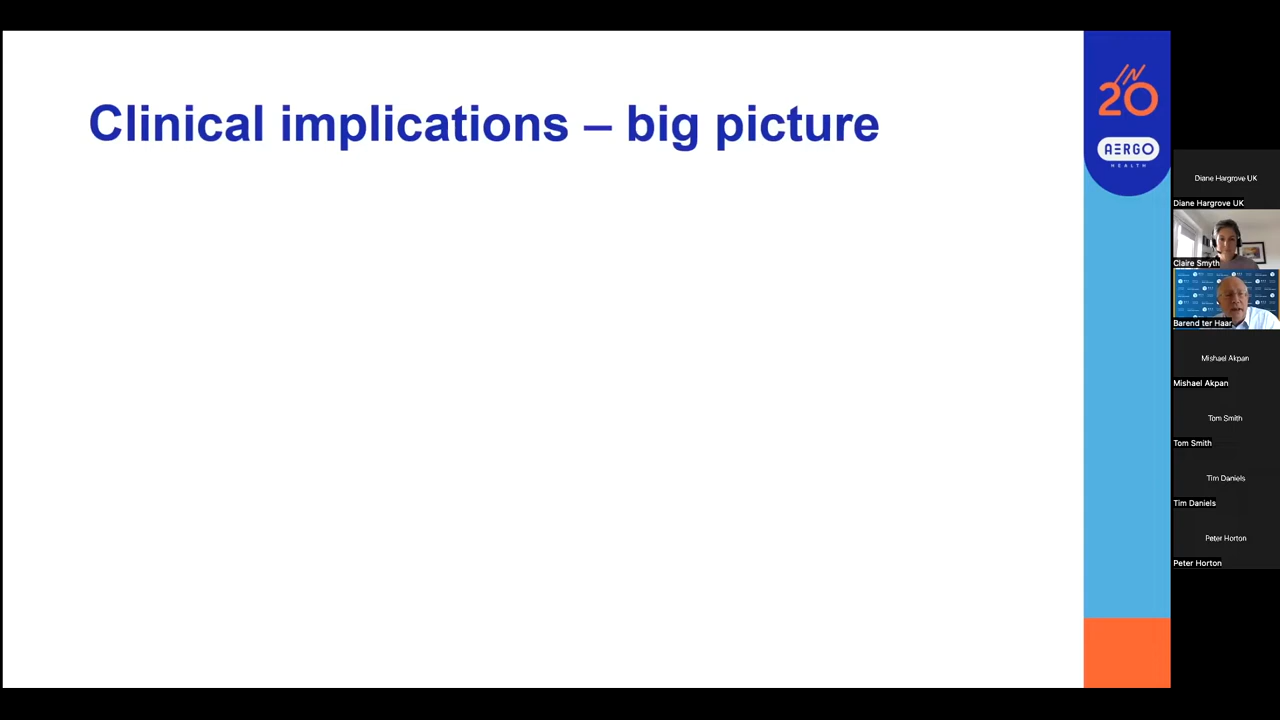 Clinical implications – big picture
IN
20
AERGO
HEALTH
Diane Hargrove UK
Diane Hargrove UK
Claire Smyth
Barend ter Haar
Mishael Akpan
Mishael Akpan
Tom Smith
Tom Smith
Tim Daniels
Tim Daniels
Peter Horton
Peter Horton